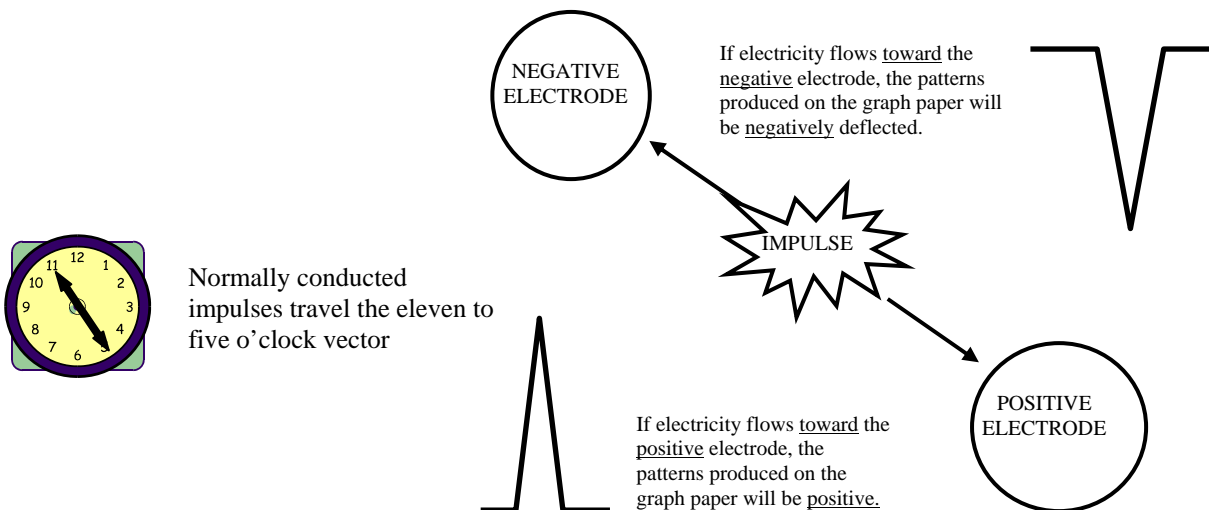 NEGATIVE
ELECTRODE
If electricity flows toward the
negative electrode, the patterns
produced on the graph paper will
be negatively deflected.
IMPULSE
12
1
2
3
4
5
6
7
8
9
10
11
Normally conducted
impulses travel the eleven to
five o’clock vector
POSITIVE
ELECTRODE
If electricity flows toward the
positive electrode, the
patterns produced on the
graph paper will be positive.